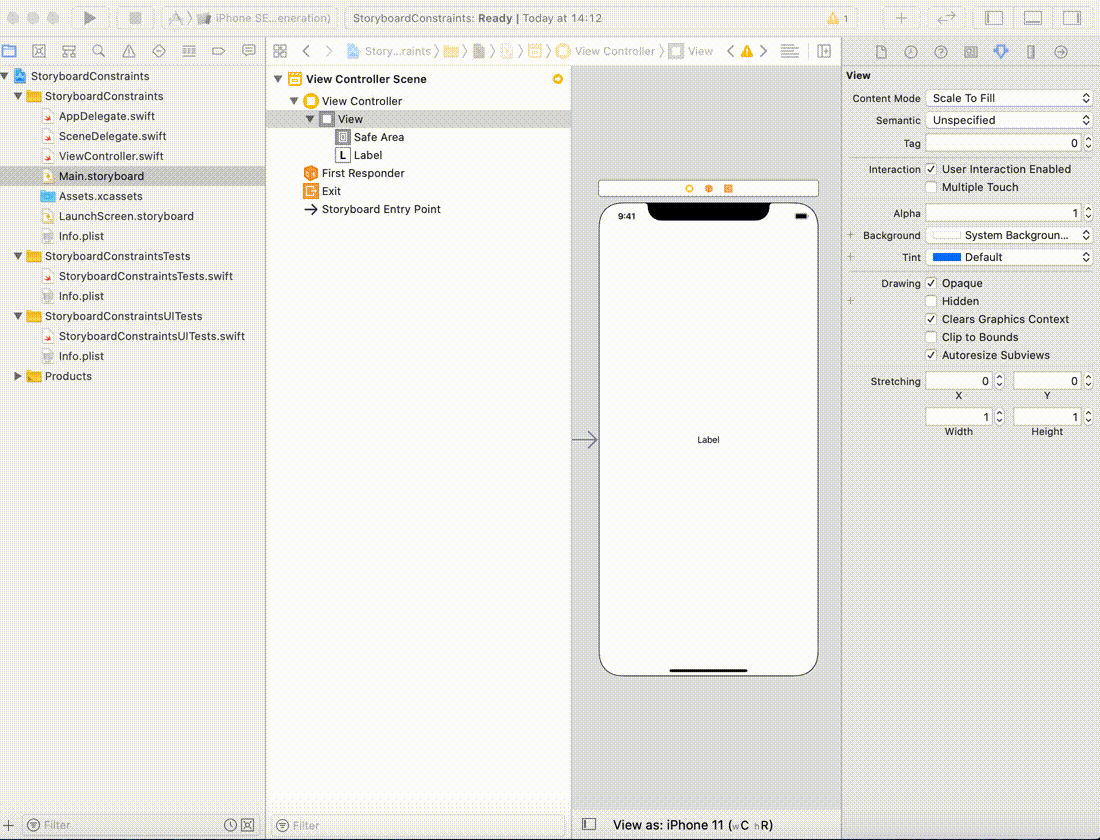 iPhone SE...eneration)
StoryboardConstraints: Ready | Today at 14:12
1
Story...raints
View Controller
View
StoryboardConstraints
StoryboardConstraints
AppDelegate.swift
SceneDelegate.swift
ViewController.swift
Main.storyboard
Assets.xcassets
LaunchScreen.storyboard
Info.plist
StoryboardConstraintsTests
StoryboardConstraintsTests.swift
Info.plist
StoryboardConstraintsUITests
StoryboardConstraintsUITests.swift
Info.plist
Products
Filter
View Controller Scene
View Controller
View
Safe Area
L Label
First Responder
Exit
Storyboard Entry Point
Filter
9:41
Label
View as: iPhone 11 (wC hR)
View
Content Mode Scale To Fill
Semantic Unspecified
Tag 0
Interaction User Interaction Enabled
Multiple Touch
Alpha 1
Background System Backgroun...
Tint Default
Drawing Opaque
Hidden
Clears Graphics Context
Clip to Bounds
Autoresize Subviews
Stretching 0 0
X Y
1 1
Width Height